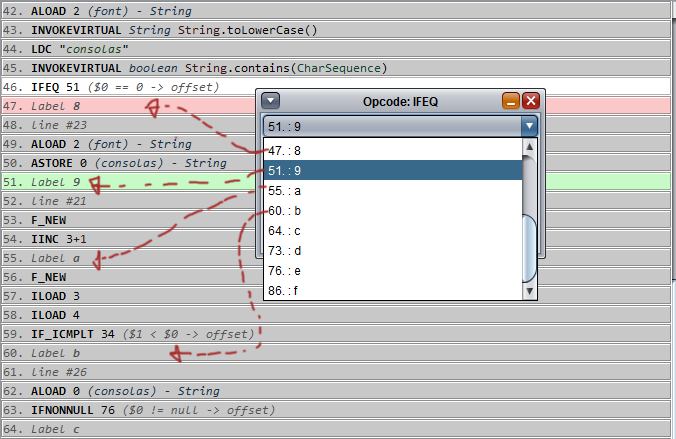 42. ALOAD 2 (font) - String
43. INVOKEVIRTUAL String String.toLowerCase()
44. LDC "consolas"
45. INVOKEVIRTUAL boolean String.contains(CharSequence)
46. IFEQ 51 ($0 == 0 -> offset)
47. Label 8
48. line #23
49. ALOAD 2 (font) - String
50. ASTORE 0 (consolas) - String
51. Label 9
52. line #21
53. F_NEW
54. IINC 3+1
55. Label a
56. F_NEW
57. ILOAD 3
58. ILOAD 4
59. IF_ICMPLT 34 ($1 < $0 -> offset)
60. Label b
61. line #26
62. ALOAD 0 (consolas) - String
63. IFNONNULL 76 ($0 != null -> offset)
64. Label c
Opcode: IFEQ
51. : 9
47. : 8
51. : 9
55. : a
60. : b
64. : c
73. : d
76. : e
86. : f